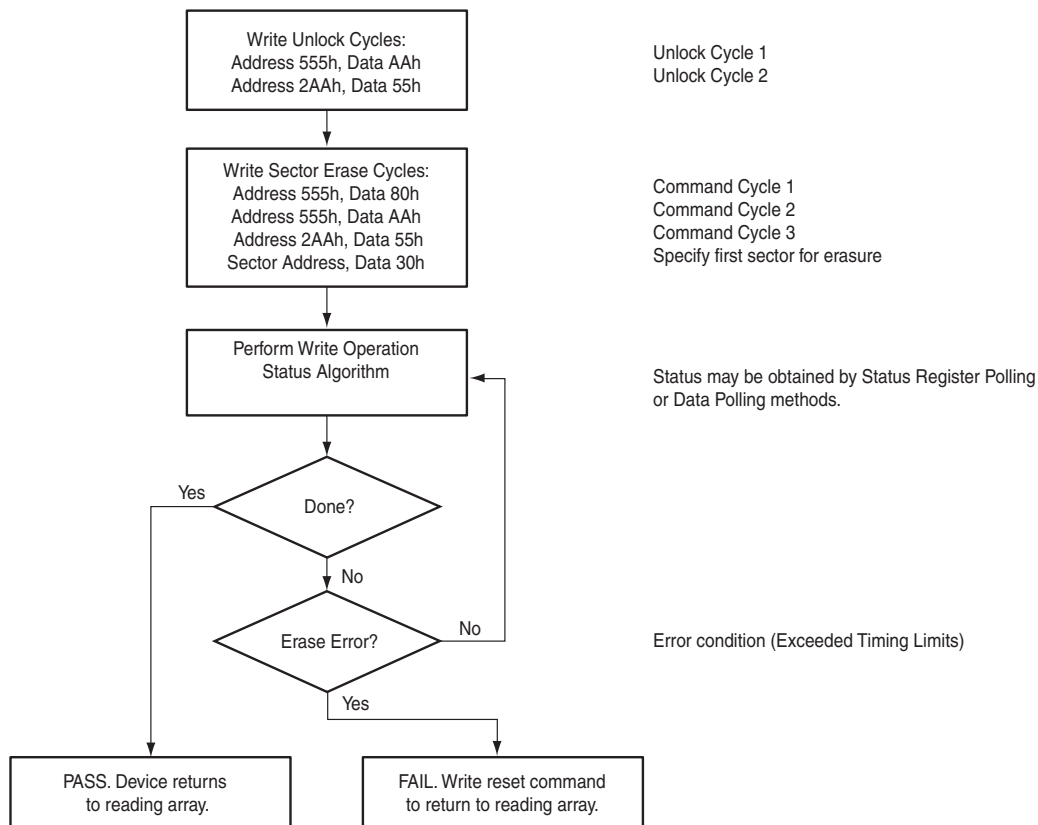 Write Unlock Cycles:
Address 555h, Data AAh
Address 2AAh, Data 55h
Unlock Cycle 1
Unlock Cycle 2
Write Sector Erase Cycles:
Address 555h, Data 80h
Address 555h, Data AAh
Address 2AAh, Data 55h
Sector Address, Data 30h
Command Cycle 1
Command Cycle 2
Command Cycle 3
Specify first sector for erasure
Perform Write Operation
Status Algorithm
Status may be obtained by Status Register Polling
or Data Polling methods.
Yes
Done?
No
Erase Error?
No
Error condition (Exceeded Timing Limits)
Yes
PASS. Device returns
to reading array.
FAIL. Write reset command
to return to reading array.